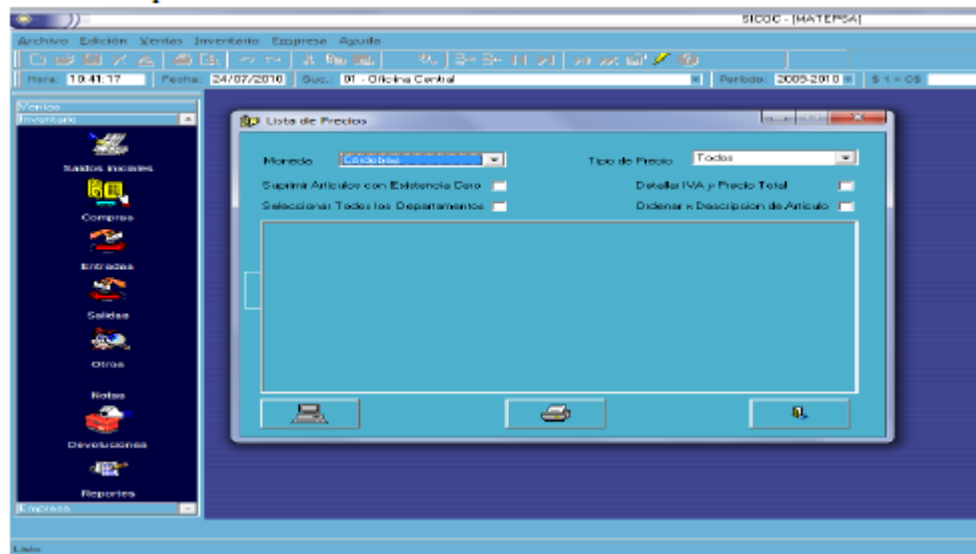 SICOC - [MATEPSA]
Archivo Edición Ventas Inventario Empresa Ayuda
Hora: 10:41:17 Fecha: 24/07/2010 Suc.: 01 - Oficina Central Período: 2009-2010
Ventas
Inventario
Saldos Iniciales
Compras
Entradas
Salidas
Otros
Notas
Devoluciones
Reportes
Empresa
Lista de Precios
Moneda Córdobas Tipo de Precio Todos
Suprimir Articulos con Existencia Cero Detallar IVA y Precio Total
Seleccionar Todos los Departamentos Ordenar x Descripcion de Articulo
Listo